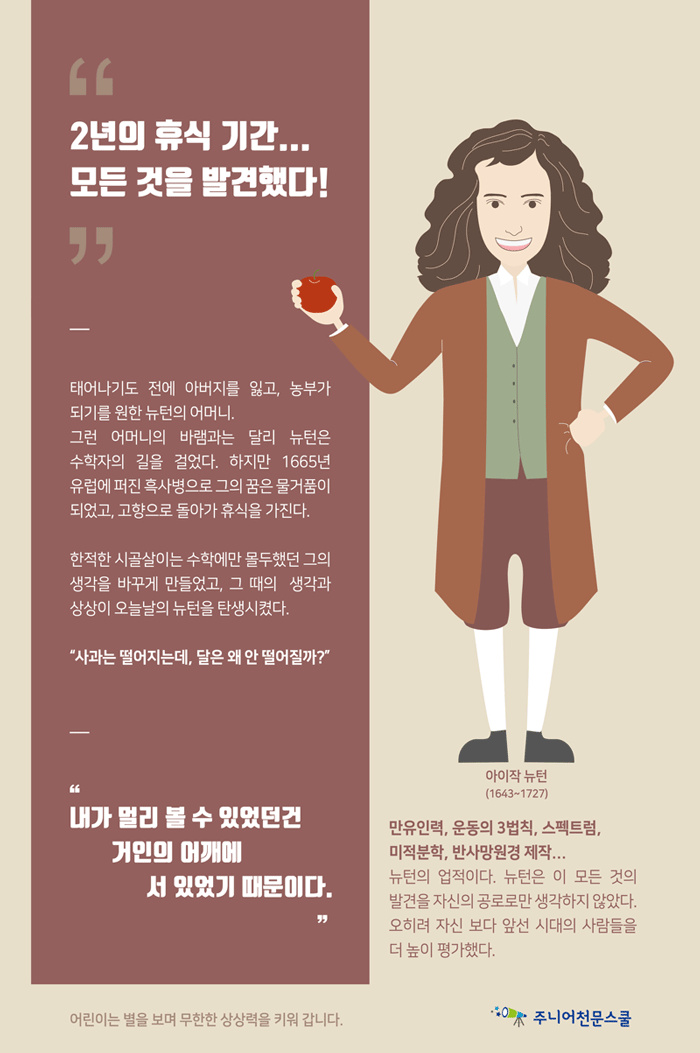 “
2년의 휴식 기간...
모든 것을 발견했다!
”
태어나기도 전에 아버지를 잃고, 농부가
되기를 원한 뉴턴의 어머니.
그런 어머니의 바램과는 달리 뉴턴은
수학자의 길을 걸었다. 하지만 1665년
유럽에 퍼진 흑사병으로 그의 꿈은 물거품이
되었고, 고향으로 돌아가 휴식을 가진다.
한적한 시골살이는 수학에만 몰두했던 그의
생각을 바꾸게 만들었고, 그 때의 생각과
상상이 오늘날의 뉴턴을 탄생시켰다.
“사과는 떨어지는데, 달은 왜 안 떨어질까?”
“
내가 멀리 볼 수 있었던건
거인의 어깨에
서 있었기 때문이다.
”
아이작 뉴턴
(1643~1727)
만유인력, 운동의 3법칙, 스펙트럼,
미적분학, 반사망원경 제작...
뉴턴의 업적이다. 뉴턴은 이 모든 것의
발견을 자신의 공로로만 생각하지 않았다.
오히려 자신 보다 앞선 시대의 사람들을
더 높이 평가했다.
어린이는 별을 보며 무한한 상상력을 키워 갑니다.
주니어천문스쿨